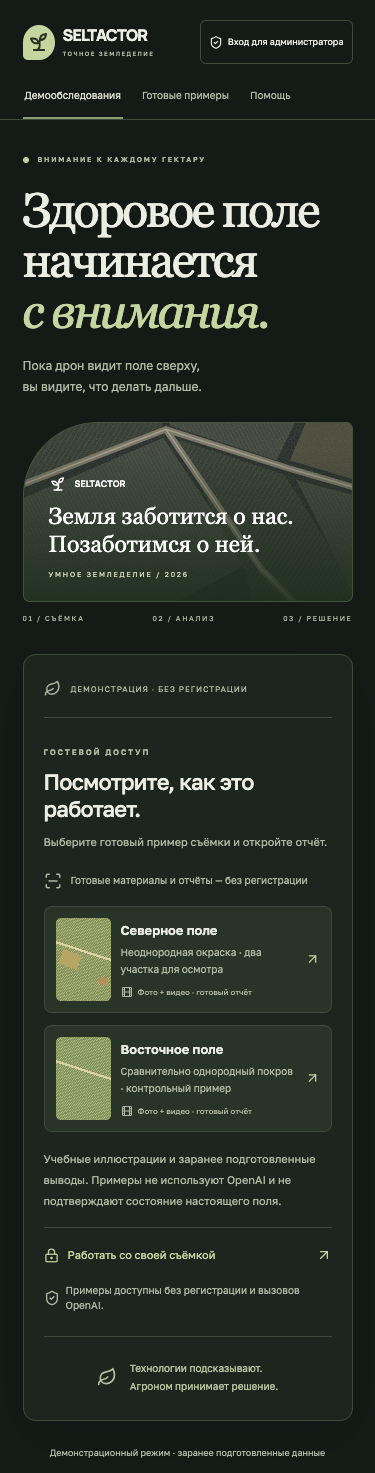 SELTACTOR
ТОЧНОЕ ЗЕМЛЕДЕЛИЕ
Вход для администратора
Демообследования
Готовые примеры
Помощь
ВНИМАНИЕ К КАЖДОМУ ГЕКТАРУ
Здоровое поле
начинается
с внимания.
Пока дрон видит поле сверху,
вы видите, что делать дальше.
SELTACTOR
Земля заботится о нас.
Позаботимся о ней.
УМНОЕ ЗЕМЛЕДЕЛИЕ / 2026
01 / СЪЁМКА
02 / АНАЛИЗ
03 / РЕШЕНИЕ
ДЕМОНСТРАЦИЯ · БЕЗ РЕГИСТРАЦИИ
ГОСТЕВОЙ ДОСТУП
Посмотрите, как это
работает.
Выберите готовый пример съёмки и откройте отчёт.
Готовые материалы и отчёты — без регистрации
Северное поле
Неоднородная окраска · два
участка для осмотра
Фото + видео · готовый отчёт
Восточное поле
Сравнительно однородный покров
· контрольный пример
Фото + видео · готовый отчёт
Учебные иллюстрации и заранее подготовленные
выводы. Примеры не используют OpenAI и не
подтверждают состояние настоящего поля.
Работать со своей съёмкой
Примеры доступны без регистрации и вызовов
OpenAI.
Технологии подсказывают.
Агроном принимает решение.
Демонстрационный режим · заранее подготовленные данные